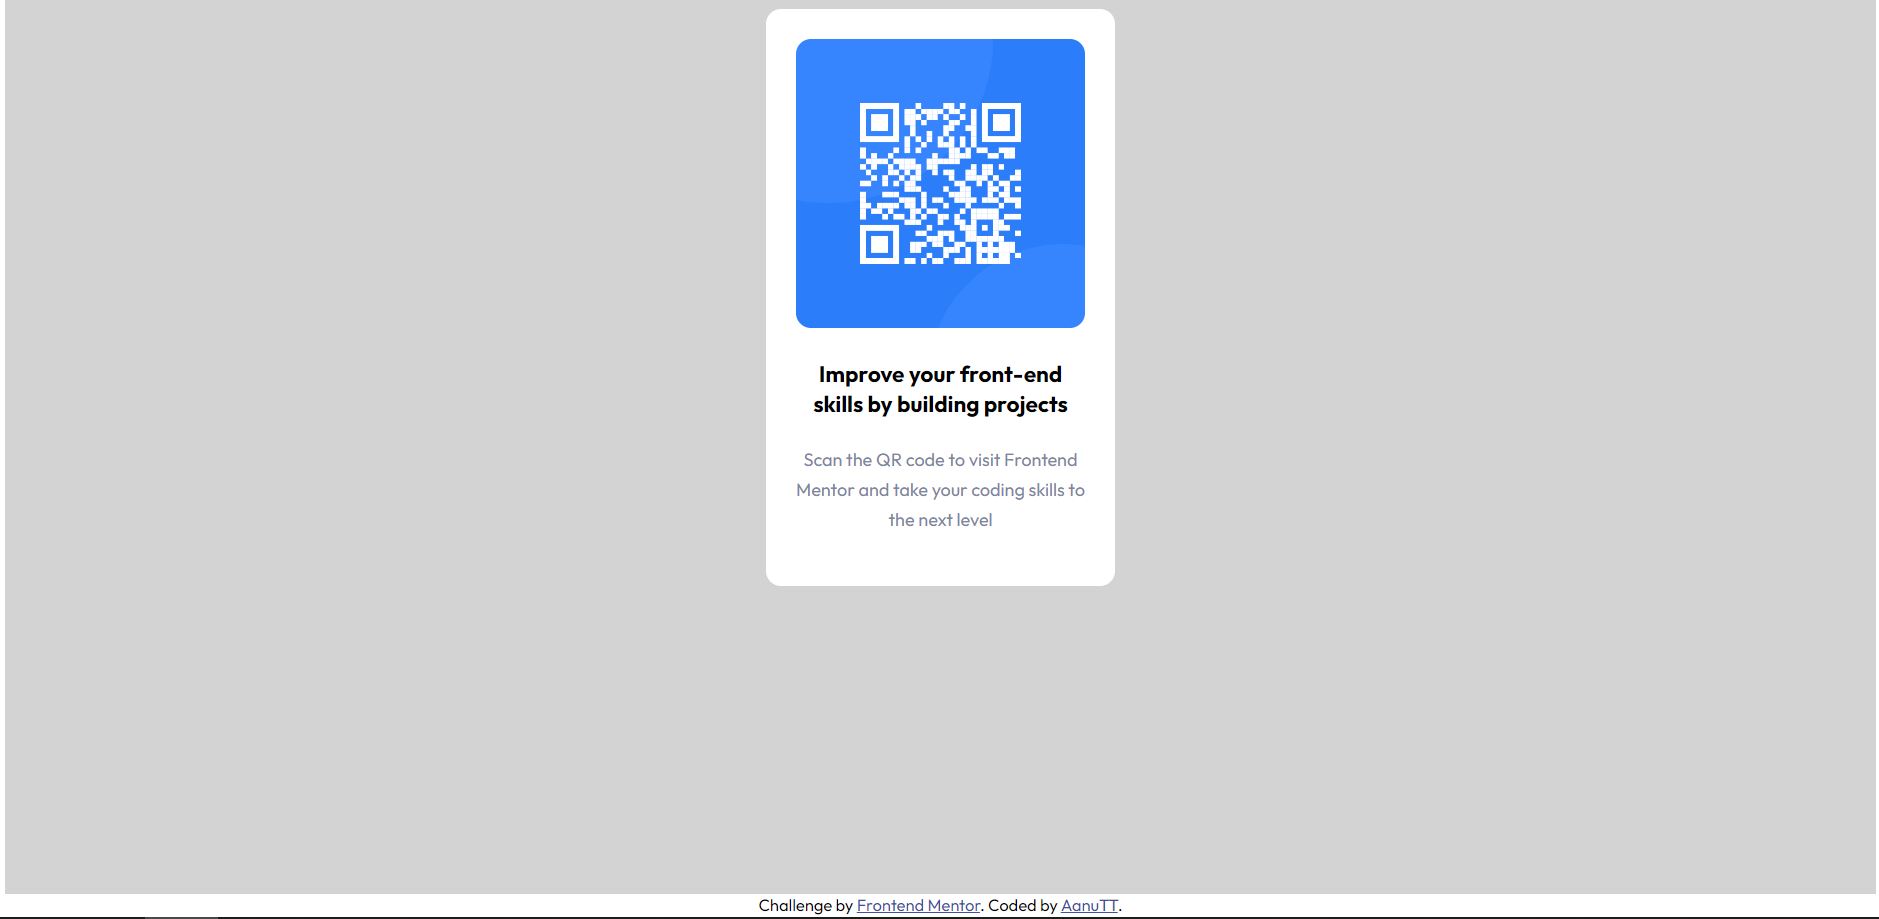 Improve your front-end
skills by building projects
Scan the QR code to visit Frontend
Mentor and take your coding skills to
the next level
Challenge by Frontend Mentor. Coded by AanuTT.